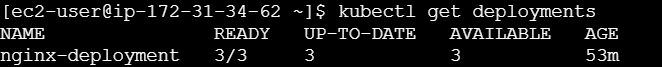 [ec2-user@ip-172-31-34-62 ~]$ kubectl get deployments
NAME READY UP-TO-DATE AVAILABLE AGE
nginx-deployment 3/3 3 3 53m